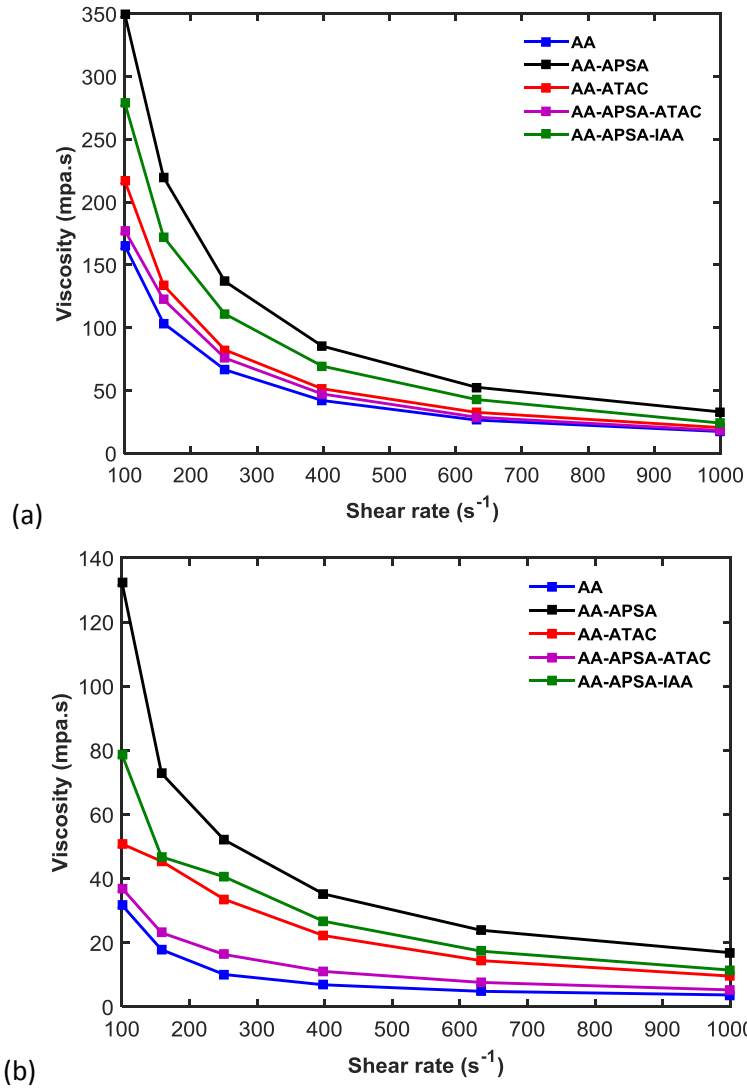 350
300
250
200
150
100
50
0
Viscosity (mpa.s)
AA
AA-APSA
AA-ATAC
AA-APSA-ATAC
AA-APSA-IAA
100 200 300 400 500 600 700 800 900 1000
Shear rate (s⁻¹)
(a)
140
120
100
80
60
40
20
0
Viscosity (mpa.s)
AA
AA-APSA
AA-ATAC
AA-APSA-ATAC
AA-APSA-IAA
100 200 300 400 500 600 700 800 900 1000
Shear rate (s⁻¹)
(b)